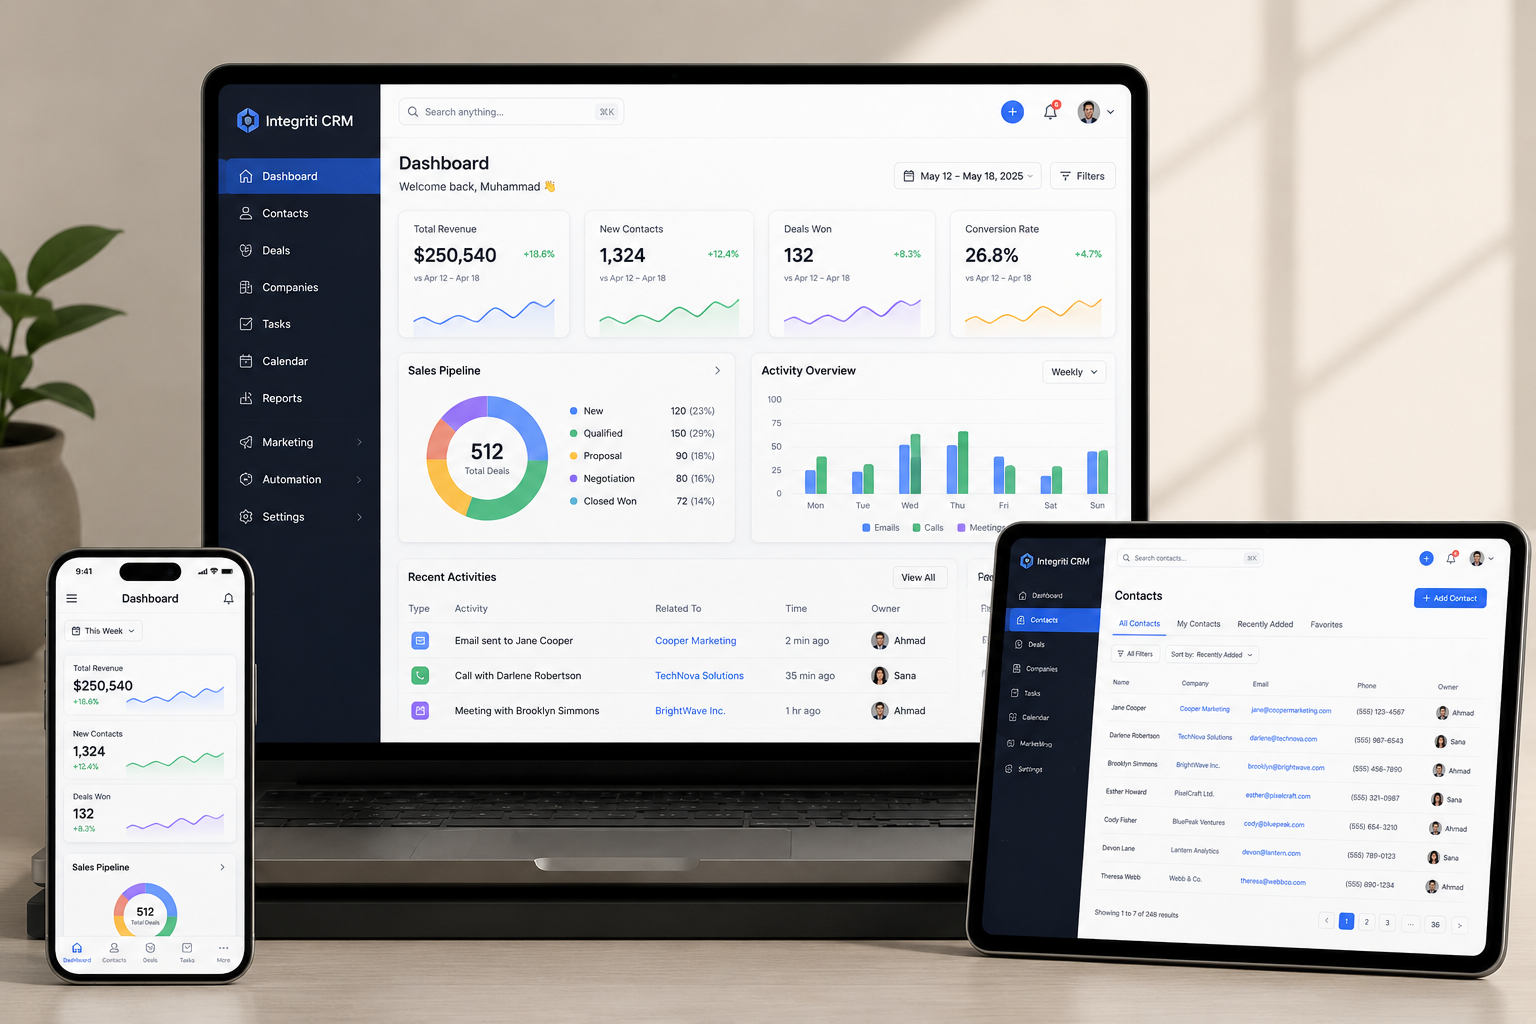 Integriti CRM
Search anything...
⌘K
6
Dashboard
Contacts
Deals
Companies
Tasks
Calendar
Reports
Marketing
Automation
Settings
Dashboard
Welcome back, Muhammad 👋
May 12 – May 18, 2025
Filters
Total Revenue
$250,540
+18.6%
vs Apr 12 – Apr 18
New Contacts
1,324
+12.4%
vs Apr 12 – Apr 18
Deals Won
132
+8.3%
vs Apr 12 – Apr 18
Conversion Rate
26.8%
+4.7%
vs Apr 12 – Apr 18
Sales Pipeline
512
Total Deals
New 120 (23%)
Qualified 150 (29%)
Proposal 90 (18%)
Negotiation 80 (16%)
Closed Won 72 (14%)
Activity Overview
Weekly
100
75
50
25
0
Mon Tue Wed Thu Fri Sat Sun
Emails Calls Meetings
Recent Activities
View All
Type Activity Related To Time Owner
Email sent to Jane Cooper Cooper Marketing 2 min ago Ahmad
Call with Darlene Robertson TechNova Solutions 35 min ago Sana
Meeting with Brooklyn Simmons BrightWave Inc. 1 hr ago Ahmad
9:41
Dashboard
This Week
Total Revenue
$250,540
+18.6%
New Contacts
1,324
+12.4%
Deals Won
132
+8.3%
Sales Pipeline
512
Total Deals
Dashboard Contacts Deals Tasks More
Integriti CRM
Search contacts...
⌘K
Dashboard
Contacts
Deals
Companies
Tasks
Calendar
Marketing
Settings
Contacts
+ Add Contact
All Contacts My Contacts Recently Added Favorites
All Filters
Sort by: Recently Added
Name Company Email Phone Owner
Jane Cooper Cooper Marketing jane@coopermarketing.com (555) 123-4567 Ahmad
Darlene Robertson TechNova Solutions darlene@technova.com (555) 987-6543 Sana
Brooklyn Simmons BrightWave Inc. brooklyn@brightwave.com (555) 456-7890 Ahmad
Esther Howard PixelCraft Ltd. esther@pixelcraft.com (555) 321-0987 Sana
Cody Fisher BluePeak Ventures cody@bluepeak.com (555) 654-3210 Ahmad
Devon Lane Lantern Analytics devon@lantern.com (555) 789-0123 Sana
Theresa Webb Webb & Co. theresa@webbco.com (555) 890-1234 Ahmad
Showing 1 to 7 of 248 results
< 1 2 3 ... 36 >